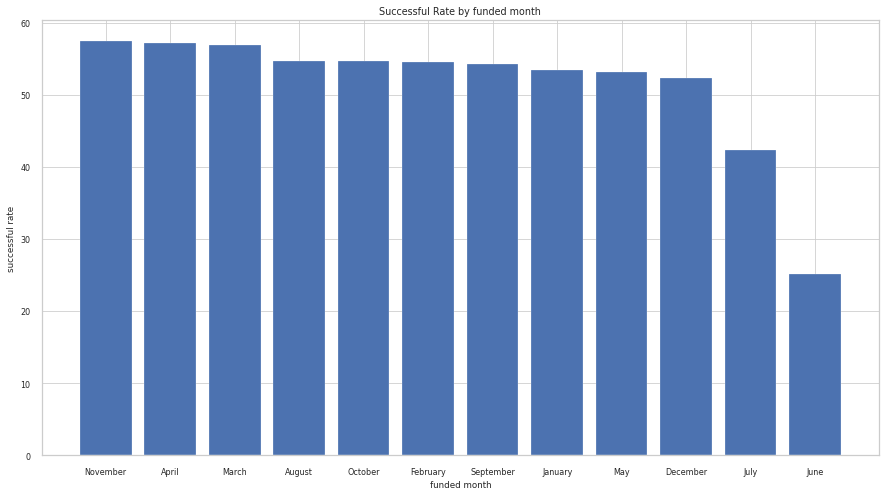 Successful Rate by funded month
successful rate
60
50
40
30
20
10
0
November April March August October February September January May December July June
funded month